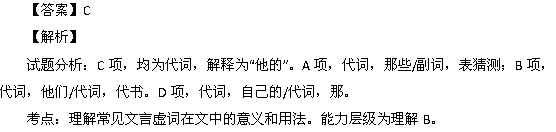 【答案】C
【解析】
试题分析：C 项，均为代词，解释为“他的”。A 项，代词，那些/副词，表猜测；B 项，
代词，他们/代词，代书。D 项，代词，自己的/代词，那。
考点：理解常见文言虚词在文中的意义和用法。能力层级为理解 B。